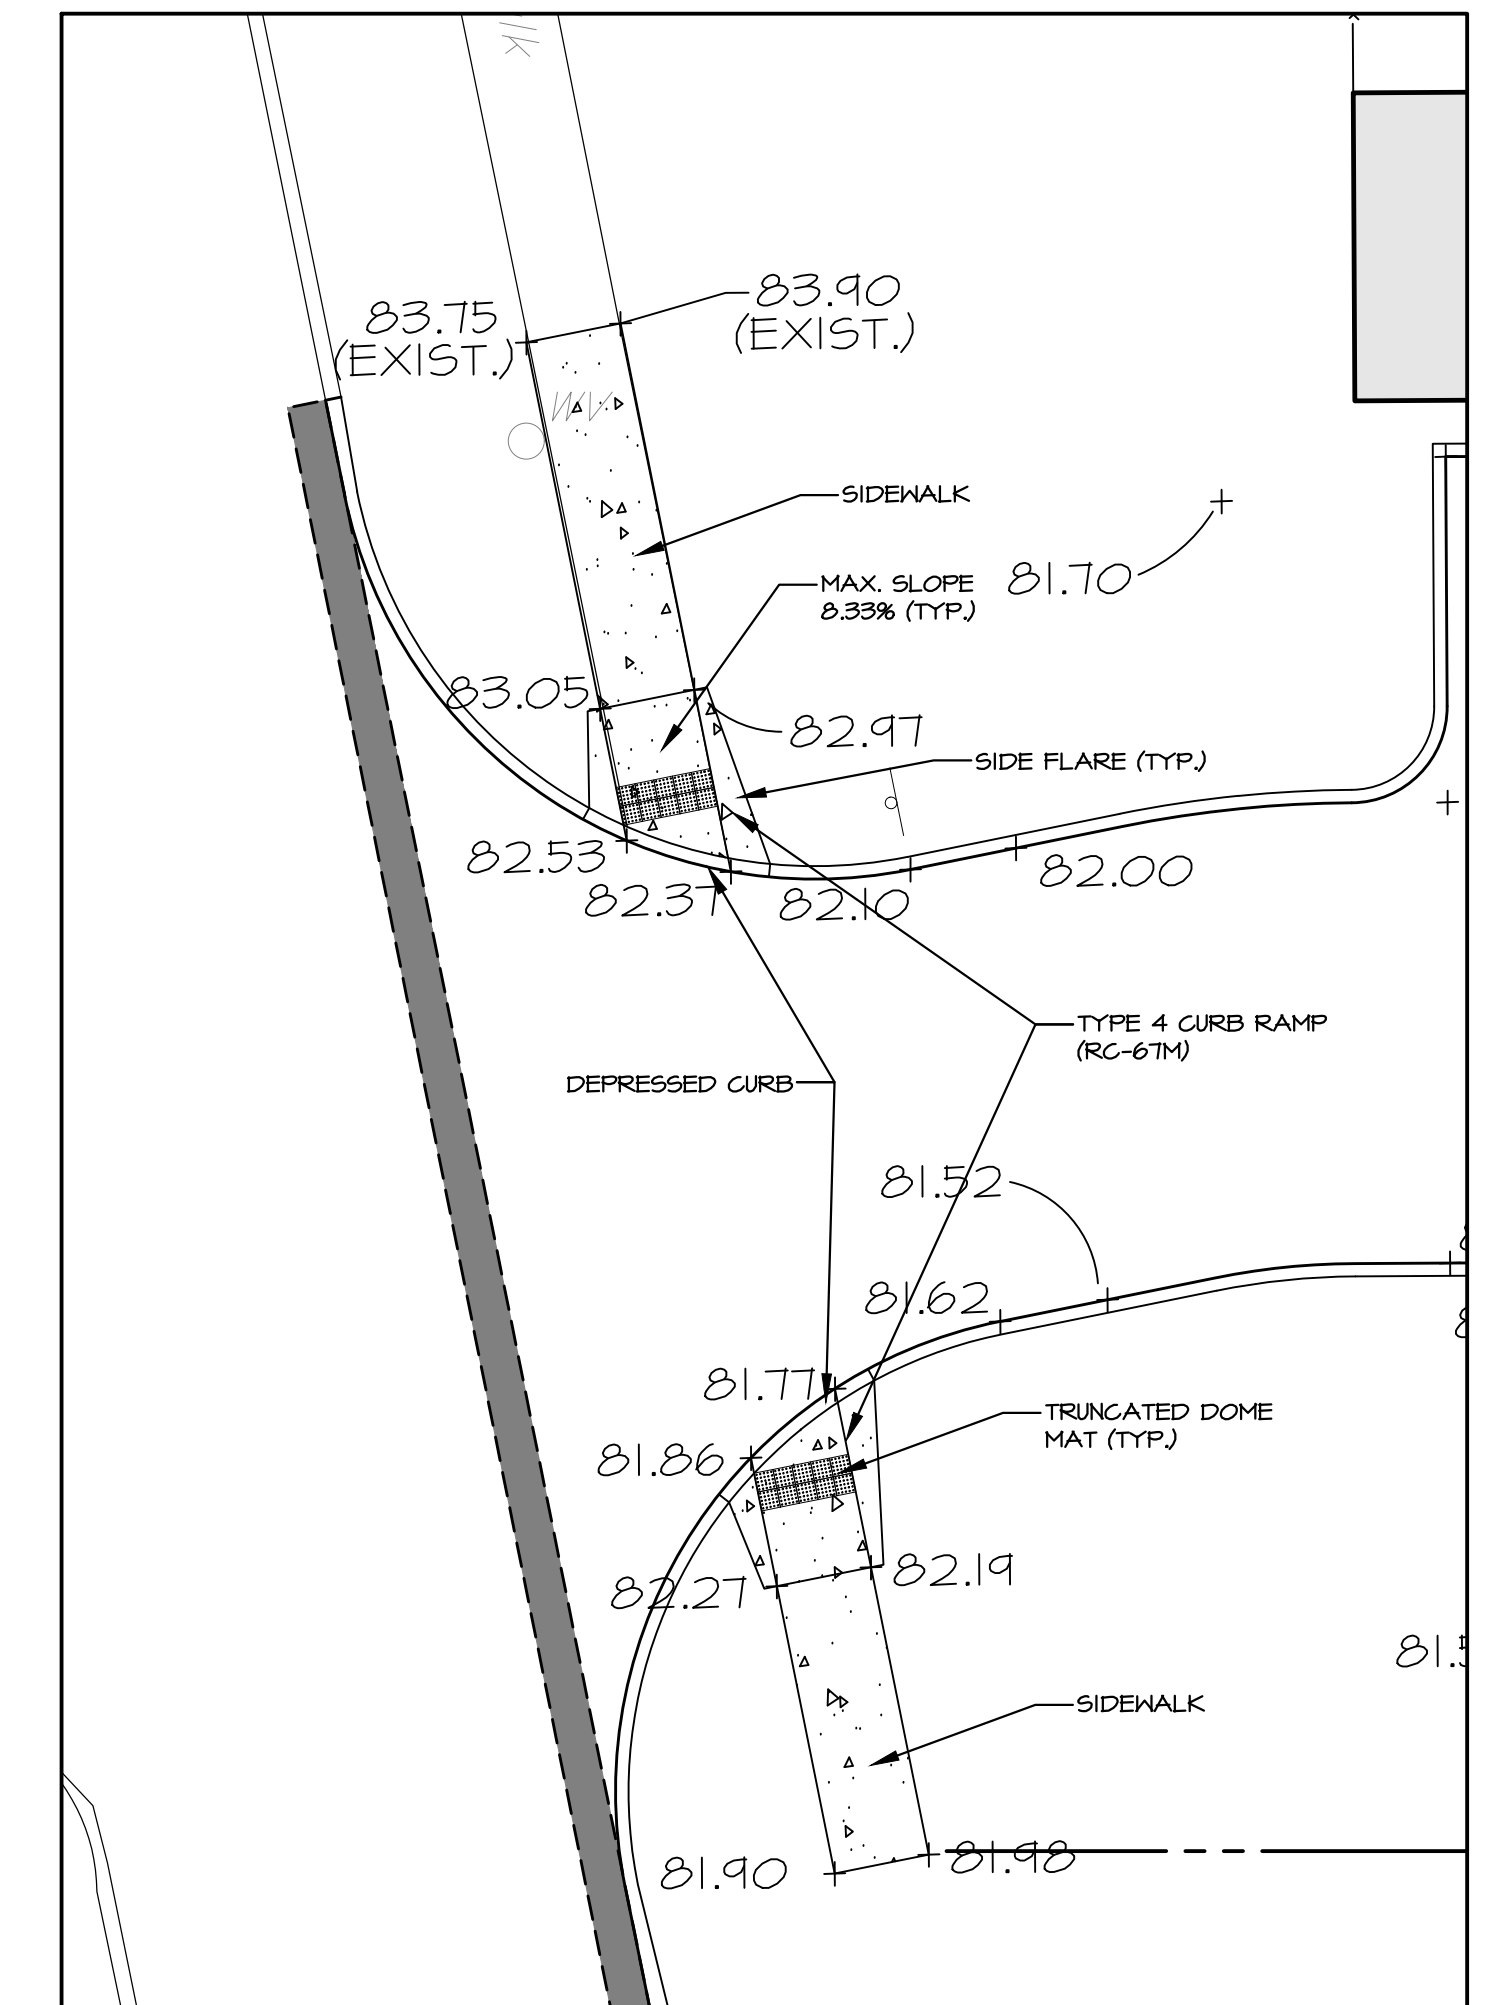 83.90
(EXIST.)
83.75
(EXIST.)
SIDEWALK
MAX. SLOPE
8.33% (TYP.)
81.70
83.05
82.97
SIDE FLARE (TYP.)
82.53
82.37
82.10
82.00
TYPE 4 CURB RAMP
(RC-67M)
DEPRESSED CURB
81.52
81.62
81.77
TRUNCATED DOME
MAT (TYP.)
81.86
82.19
82.27
SIDEWALK
81.90
81.98